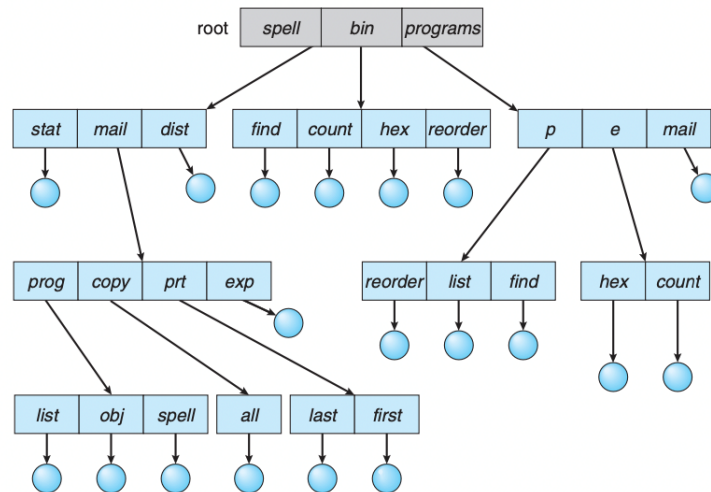 root spell bin programs
stat mail dist find count hex reorder p e mail
prog copy prt exp reorder list find hex count
list obj spell all last first